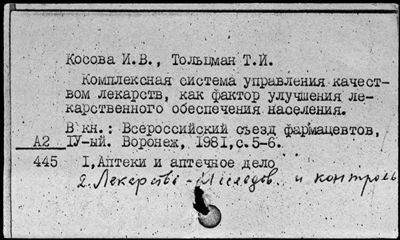 Косова И.В., Тольцман Т.И.
Комплексная система управления качест-
вом лекарств, как фактор улучшения ле-
карственного обеспечения населения.
В кн.: Всероссийский съезд фармацевтов,
А2 IУ-ый. Воронеж, 1981,с.5-6.
445 I,Аптеки и аптечное дело
2. Лекарства- и контроль